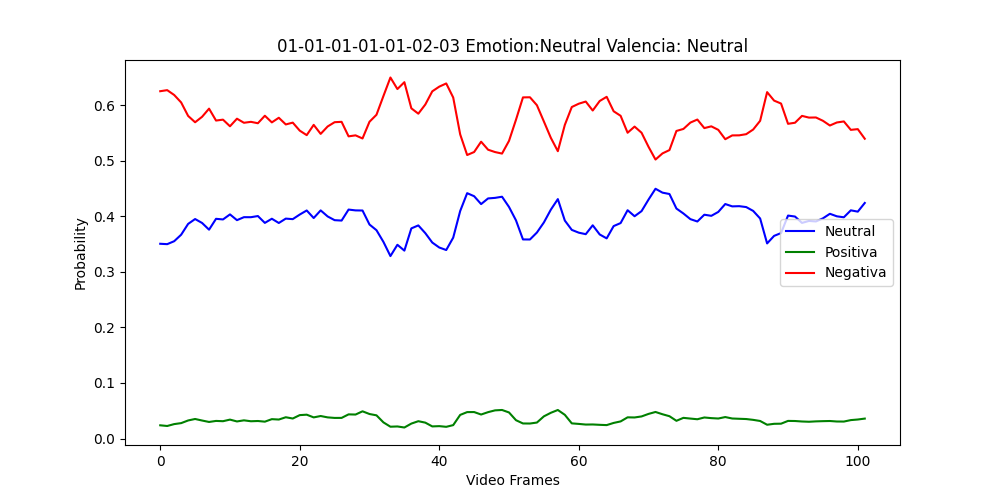 01-01-01-01-01-02-03 Emotion:Neutral Valencia: Neutral
Probability
0.6
0.5
0.4
0.3
0.2
0.1
0.0
Neutral
Positiva
Negativa
0 20 40 60 80 100
Video Frames